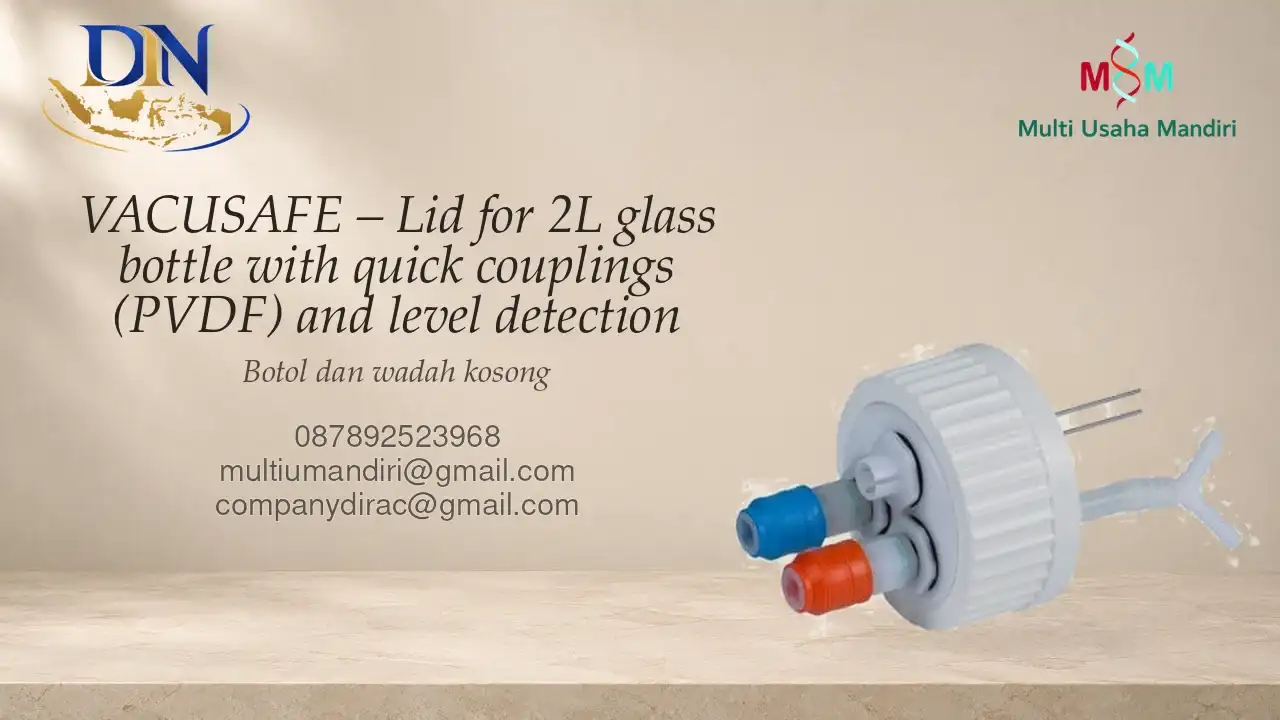 DIN
MSM
Multi Usaha Mandiri
VACUSAFE – Lid for 2L glass
bottle with quick couplings
(PVDF) and level detection
Botol dan wadah kosong
087892523968
multiumandiri@gmail.com
companydirac@gmail.com